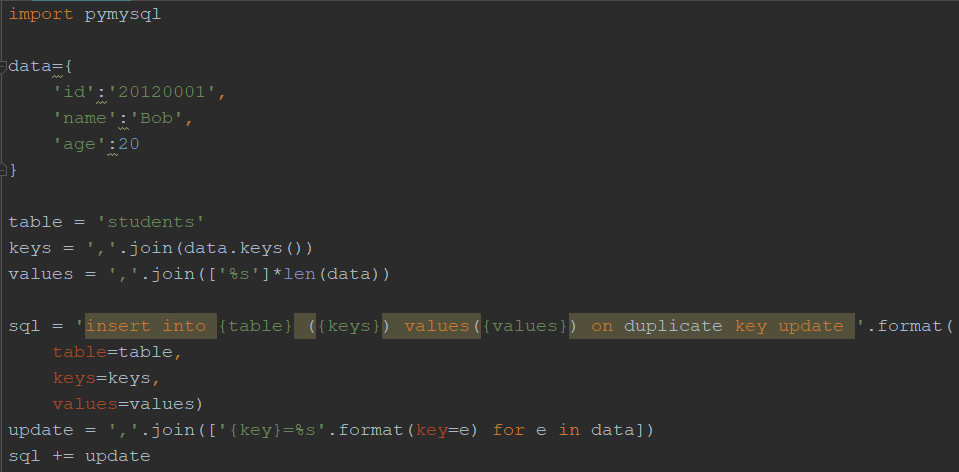 import pymysql
data={
    'id':'20120001',
    'name':'Bob',
    'age':20
}
table = 'students'
keys = ','.join(data.keys())
values = ','.join(['%s']*len(data))
sql = 'insert into {table} ({keys}) values({values}) on duplicate key update '.format(
    table=table,
    keys=keys,
    values=values)
update = ','.join(['{key}=%s'.format(key=e) for e in data])
sql += update